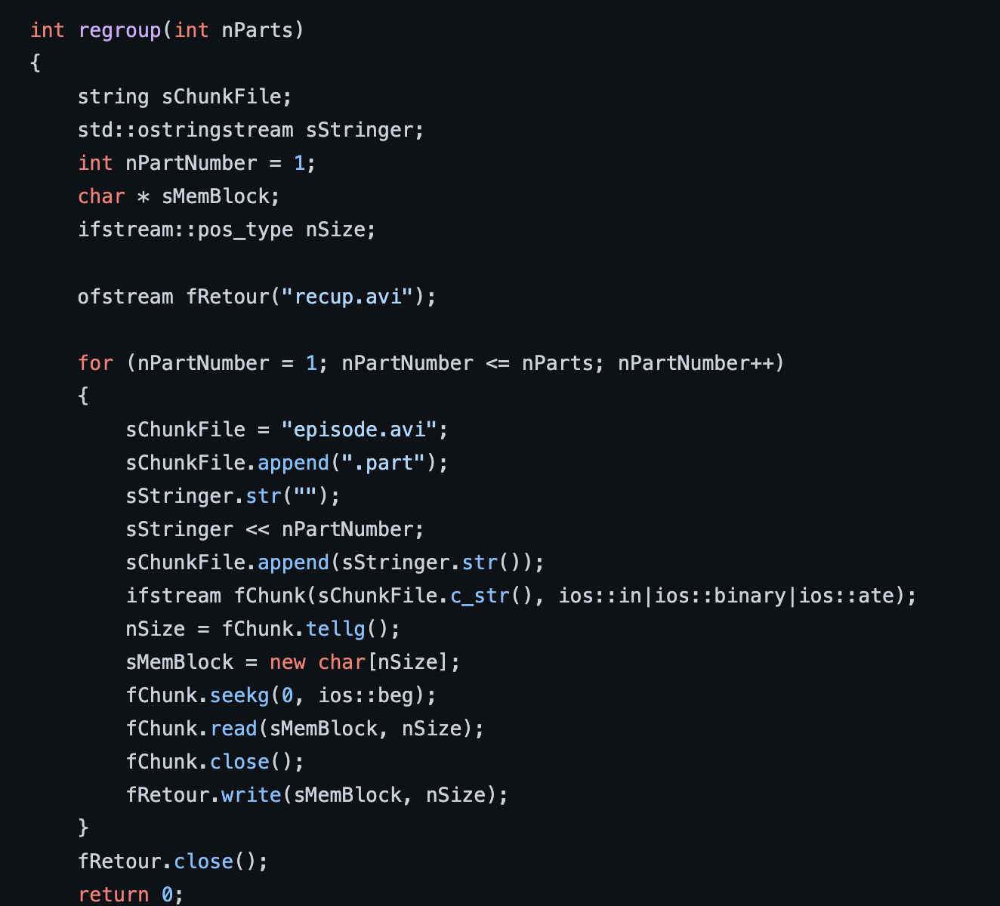 int regroup(int nParts)
{
    string sChunkFile;
    std::ostringstream sStringer;
    int nPartNumber = 1;
    char * sMemBlock;
    ifstream::pos_type nSize;

    ofstream fRetour("recup.avi");

    for (nPartNumber = 1; nPartNumber <= nParts; nPartNumber++)
    {
        sChunkFile = "episode.avi";
        sChunkFile.append(".part");
        sStringer.str("");
        sStringer << nPartNumber;
        sChunkFile.append(sStringer.str());
        ifstream fChunk(sChunkFile.c_str(), ios::in|ios::binary|ios::ate);
        nSize = fChunk.tellg();
        sMemBlock = new char[nSize];
        fChunk.seekg(0, ios::beg);
        fChunk.read(sMemBlock, nSize);
        fChunk.close();
        fRetour.write(sMemBlock, nSize);
    }
    fRetour.close();
    return 0;